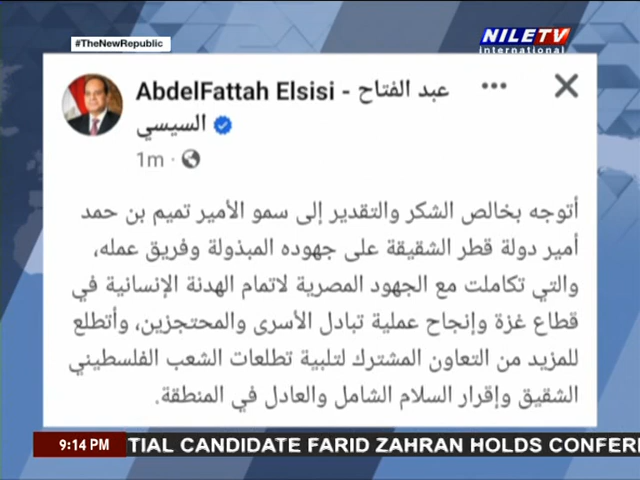 #TheNewRepublic
NILETV
international
AbdelFattah Elsisi - عبد الفتاح
السيسي
1m ·
أتوجه بخالص الشكر والتقدير إلى سمو الأمير تميم بن حمد
أمير دولة قطر الشقيقة على جهوده المبذولة وفريق عمله،
والتي تكاملت مع الجهود المصرية لاتمام الهدنة الإنسانية في
قطاع غزة وإنجاح عملية تبادل الأسرى والمحتجزين، وأتطلع
للمزيد من التعاون المشترك لتلبية تطلعات الشعب الفلسطيني
الشقيق وإقرار السلام الشامل والعادل في المنطقة.
9:14 PM TIAL CANDIDATE FARID ZAHRAN HOLDS CONFER